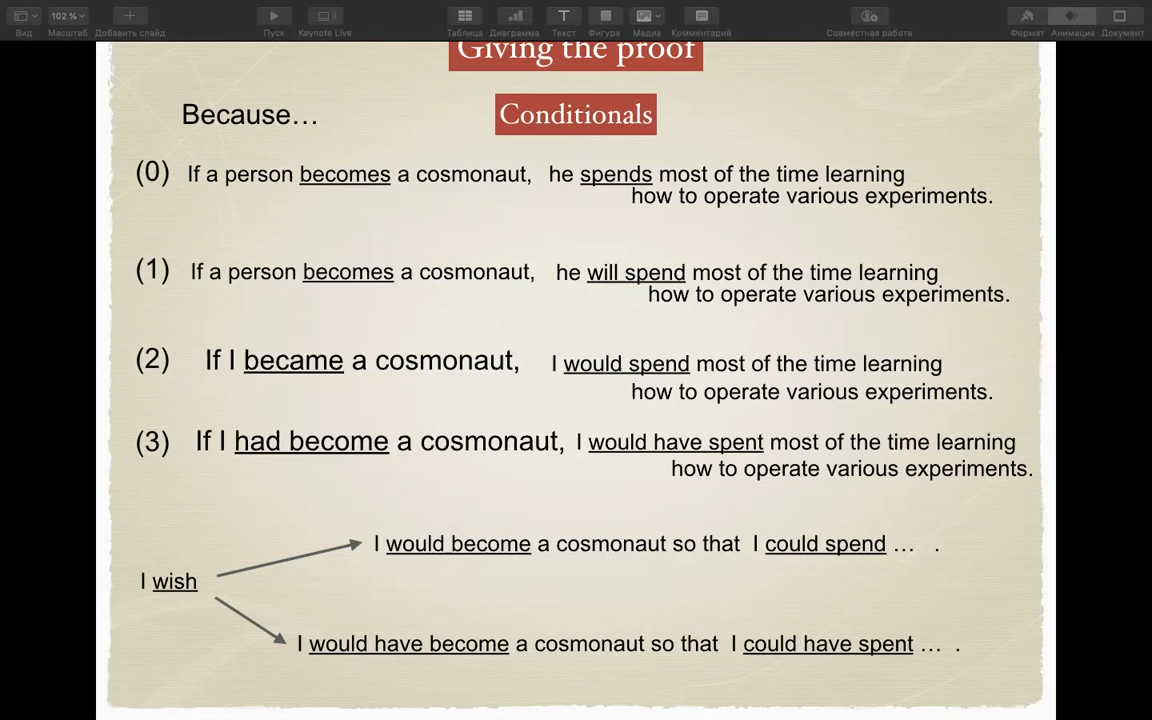 102 %
Вид
Масштаб
Добавить слайд
Пуск
Keynote Live
Таблица
Диаграмма
Текст
Фигура
Медиа
Комментарий
Совместная работа
Формат
Анимация
Документ
Giving the proof
Because…
Conditionals
(0) If a person becomes a cosmonaut, he spends most of the time learning
how to operate various experiments.
(1) If a person becomes a cosmonaut, he will spend most of the time learning
how to operate various experiments.
(2) If I became a cosmonaut, I would spend most of the time learning
how to operate various experiments.
(3) If I had become a cosmonaut, I would have spent most of the time learning
how to operate various experiments.
I would become a cosmonaut so that I could spend … .
I wish
I would have become a cosmonaut so that I could have spent … .